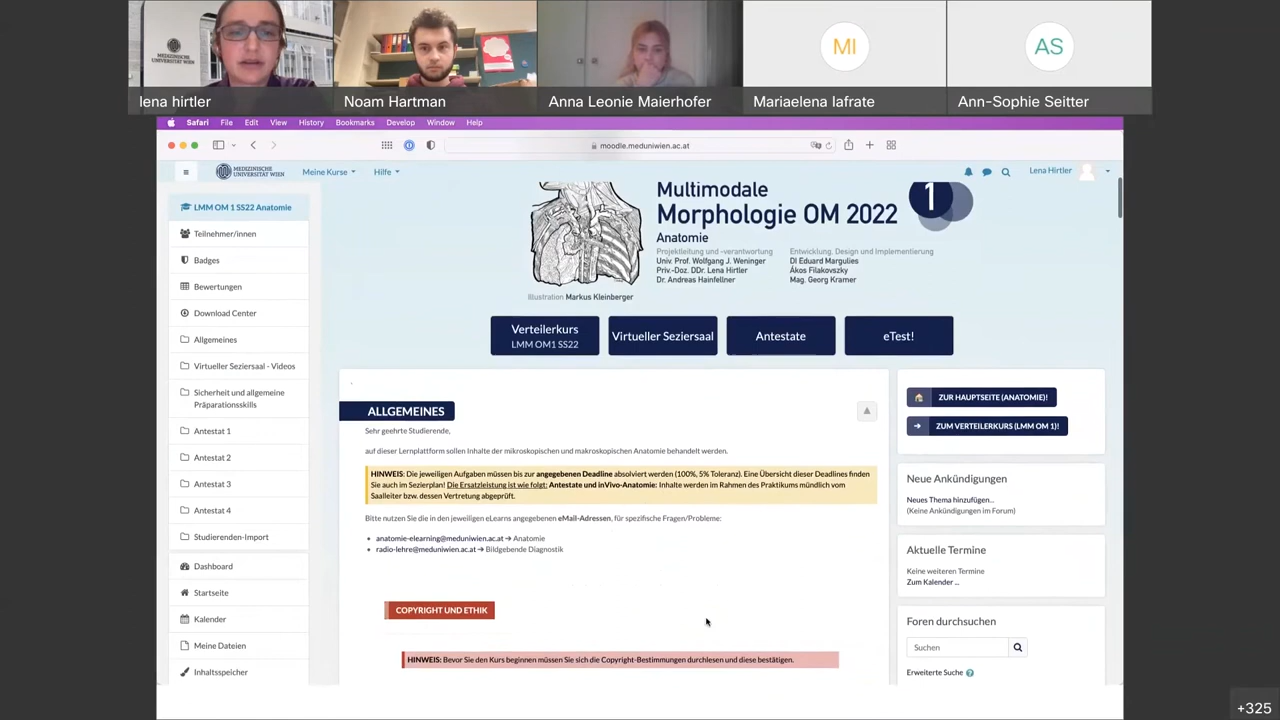 MEDIZINISCHE
UNIVERSITÄT WIEN
lena hirtler
Noam Hartman
Anna Leonie Maierhofer
MI
Mariaelena Iafrate
AS
Ann-Sophie Seitter
Safari File Edit View History Bookmarks Develop Window Help
moodle.meduniwien.ac.at
MEDIZINISCHE
UNIVERSITÄT WIEN
Meine Kurse
Hilfe
Lena Hirtler
LMM OM 1 SS22 Anatomie
Teilnehmer/innen
Badges
Bewertungen
Download Center
Allgemeines
Virtueller Seziersaal - Videos
Sicherheit und allgemeine
Präparationsskills
Antestat 1
Antestat 2
Antestat 3
Antestat 4
Studierenden-Import
Dashboard
Startseite
Kalender
Meine Dateien
Inhaltsspeicher
Multimodale
Morphologie OM 2022
1
Anatomie
Projektleitung und -verantwortung
Univ. Prof. Wolfgang J. Weninger
Priv.-Doz. DDr. Lena Hirtler
Dr. Andreas Hainfellner
Entwicklung, Design und Implementierung
DI Eduard Margulies
Ákos Filakovszky
Mag. Georg Kramer
Illustration Markus Kleinberger
Verteilerkurs
LMM OM1 SS22
Virtueller Seziersaal
Antestate
eTest!
ALLGEMEINES
Sehr geehrte Studierende,
auf dieser Lernplattform sollen Inhalte der mikroskopischen und makroskopischen Anatomie behandelt werden.
HINWEIS: Die jeweiligen Aufgaben müssen bis zur angegebenen Deadline absolviert werden (100%, 5% Toleranz). Eine Übersicht dieser Deadlines finden
Sie auch im Sezierplan! Die Ersatzleistung ist wie folgt: Antestate und inVivo-Anatomie: Inhalte werden im Rahmen des Praktikums mündlich vom
Saalleiter bzw. dessen Vertretung abgeprüft.
Bitte nutzen Sie die in den jeweiligen eLearns angegebenen eMail-Adressen, für spezifische Fragen/Probleme:
• anatomie-elearning@meduniwien.ac.at → Anatomie
• radio-lehre@meduniwien.ac.at → Bildgebende Diagnostik
COPYRIGHT UND ETHIK
HINWEIS: Bevor Sie den Kurs beginnen müssen Sie sich die Copyright-Bestimmungen durchlesen und diese bestätigen.
ZUR HAUPTSEITE (ANATOMIE)!
ZUM VERTEILERKURS (LMM OM 1)!
Neue Ankündigungen
Neues Thema hinzufügen...
(Keine Ankündigungen im Forum)
Aktuelle Termine
Keine weiteren Termine
Zum Kalender ...
Foren durchsuchen
Suchen
Erweiterte Suche
+325